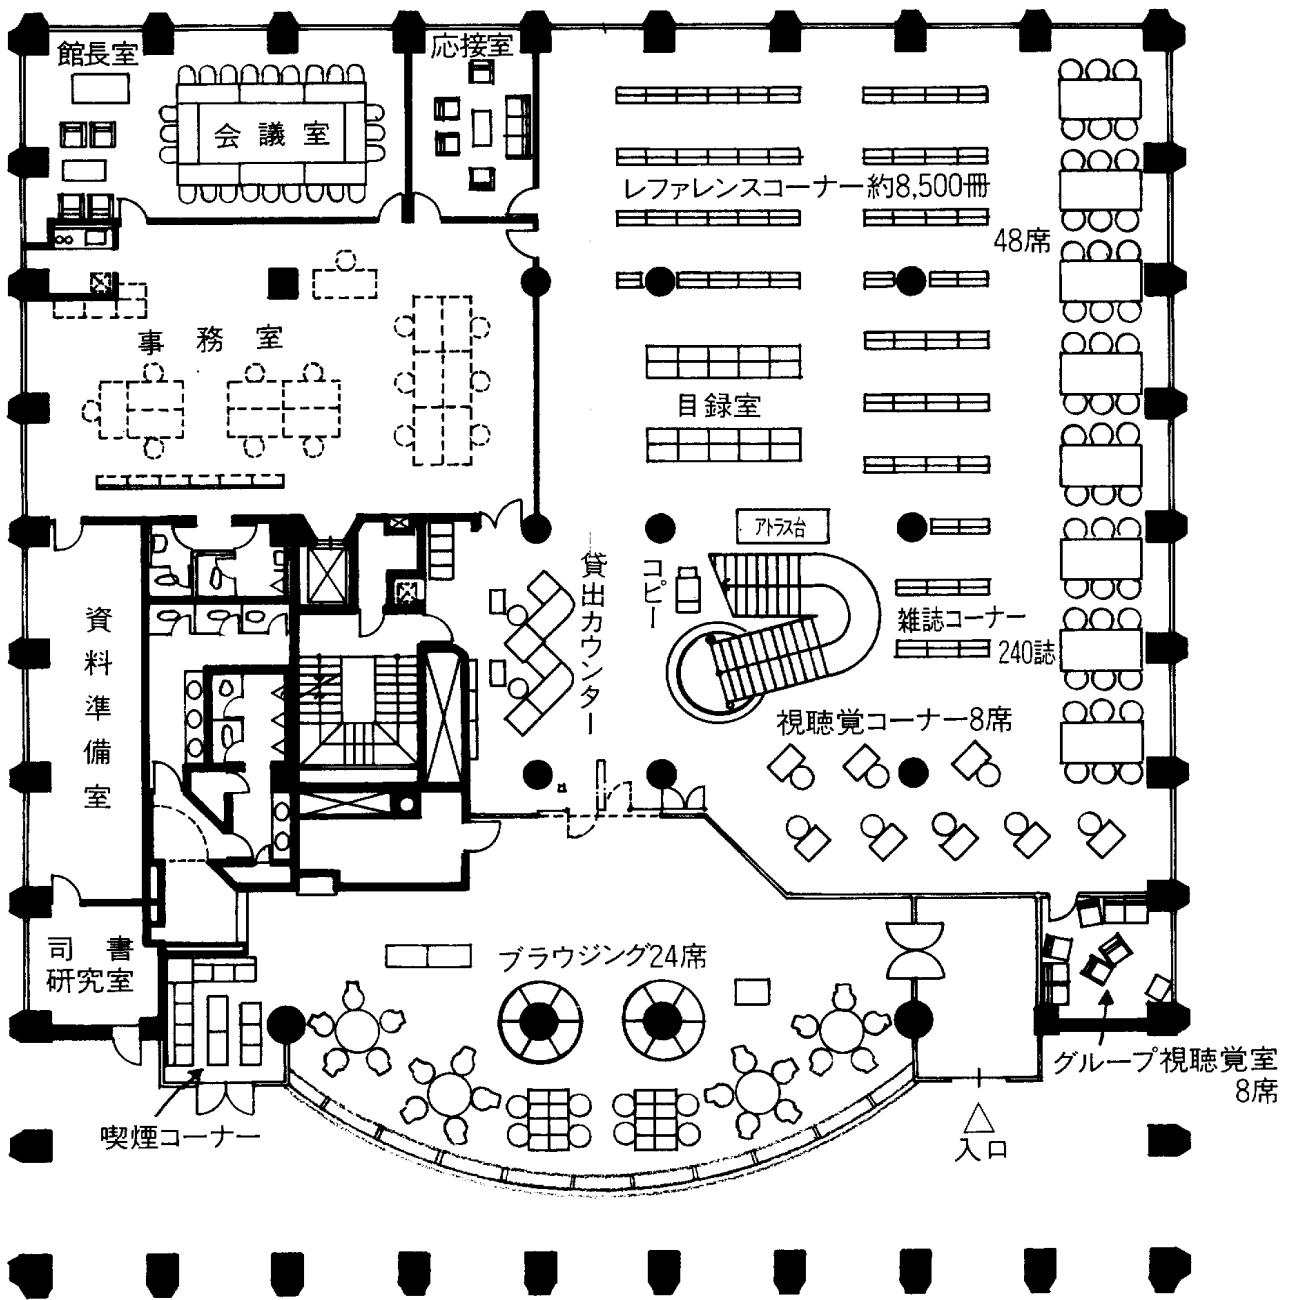 館長室
応接室
会議室
レファレンスコーナー約8,500冊
48席
事務室
目録室
アトラス台
貸出カウンター
コピー
雑誌コーナー
240誌
資料準備室
視聴覚コーナー8席
司書
研究室
ブラウジング24席
グループ視聴覚室
8席
喫煙コーナー
入口